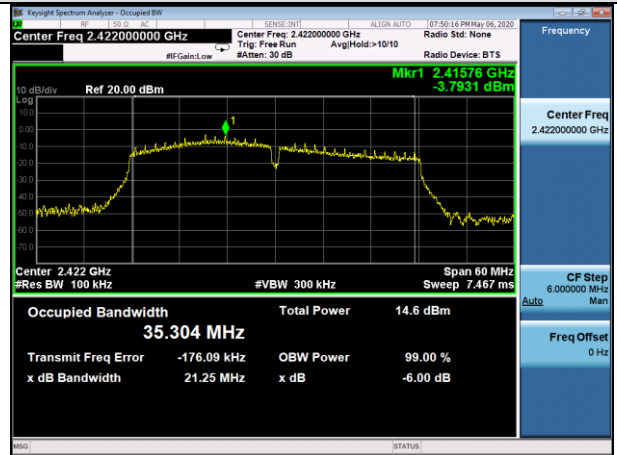 Keysight Spectrum Analyzer - Occupied BW
LXI RF 50 Ω AC SENSE:INT ALIGN AUTO 07:50:16 PM May 06, 2020
Center Freq 2.422000000 GHz Center Freq: 2.422000000 GHz Radio Std: None Frequency
Trig: Free Run Avg|Hold:>10/10
#IFGain:Low #Atten: 30 dB Radio Device: BTS
Mkr1 2.41576 GHz
10 dB/div Ref 20.00 dBm -3.7931 dBm
Log
10.0
0.00
1
-10.0
-20.0
-30.0
-40.0
-50.0
-60.0
-70.0
Center Freq
2.422000000 GHz
Center 2.422 GHz Span 60 MHz
#Res BW 100 kHz #VBW 300 kHz Sweep 7.467 ms
CF Step
6.000000 MHz
Auto Man
Occupied Bandwidth Total Power 14.6 dBm
35.304 MHz
Freq Offset
0 Hz
Transmit Freq Error -176.09 kHz OBW Power 99.00 %
x dB Bandwidth 21.25 MHz x dB -6.00 dB
MSG STATUS